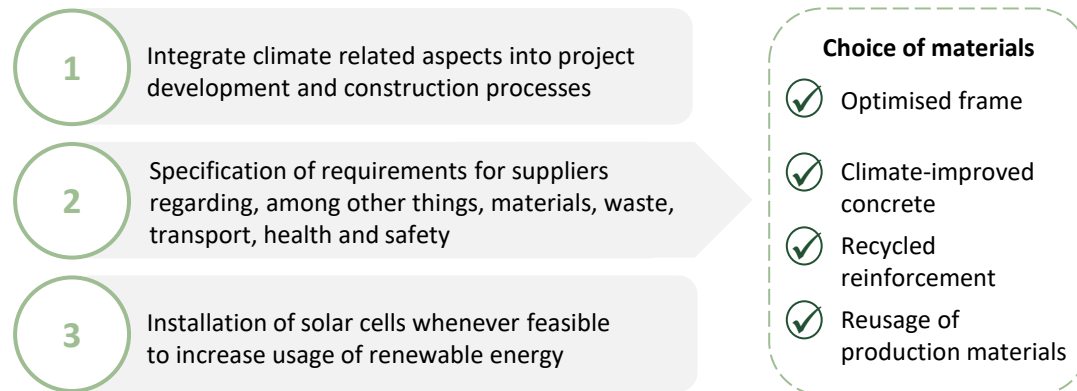 1
Integrate climate related aspects into project
development and construction processes
2
Specification of requirements for suppliers
regarding, among other things, materials, waste,
transport, health and safety
3
Installation of solar cells whenever feasible
to increase usage of renewable energy
Choice of materials
Optimised frame
Climate-improved
concrete
Recycled
reinforcement
Reusage of
production materials